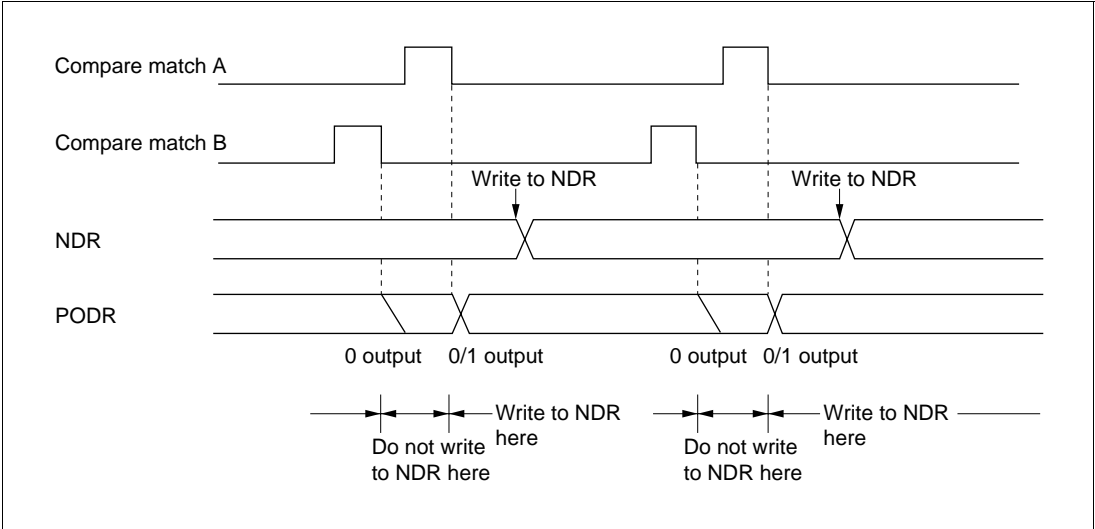 Compare match A
Compare match B
Write to NDR
Write to NDR
NDR
PODR
0 output
0/1 output
0 output
0/1 output
Write to NDR
here
Do not write
to NDR here
Write to NDR
here
Do not write
to NDR here